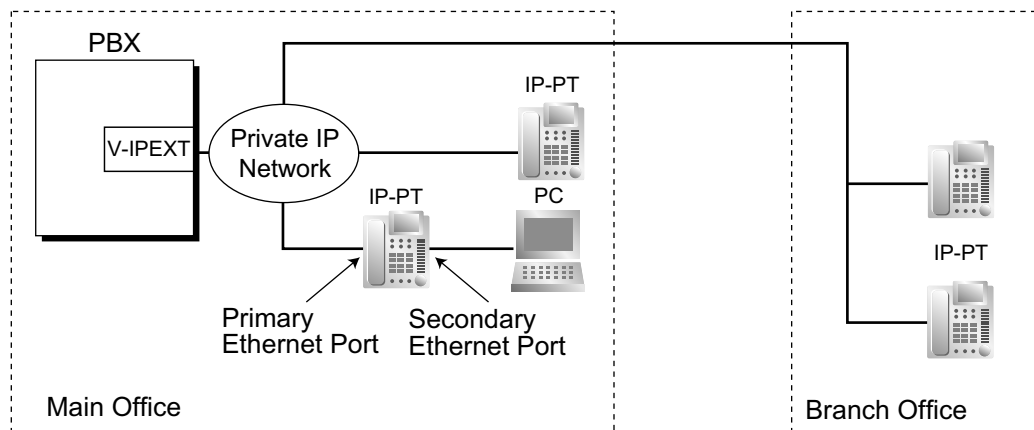 PBX
V-IPEXT
Private IP
Network
IP-PT
IP-PT
PC
Primary
Ethernet Port
Secondary
Ethernet Port
Main Office
IP-PT
Branch Office